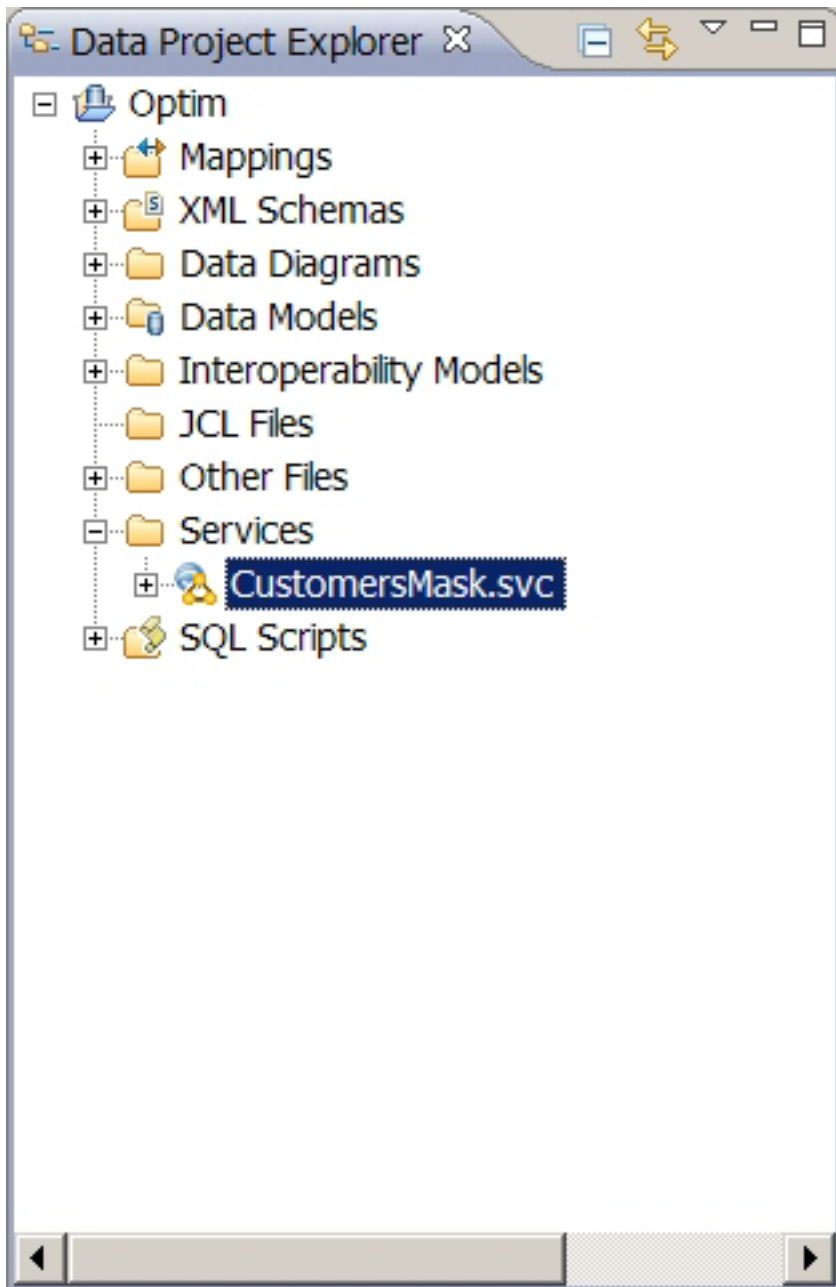 Data Project Explorer
Optim
Mappings
XML Schemas
Data Diagrams
Data Models
Interoperability Models
JCL Files
Other Files
Services
CustomersMask.svc
SQL Scripts